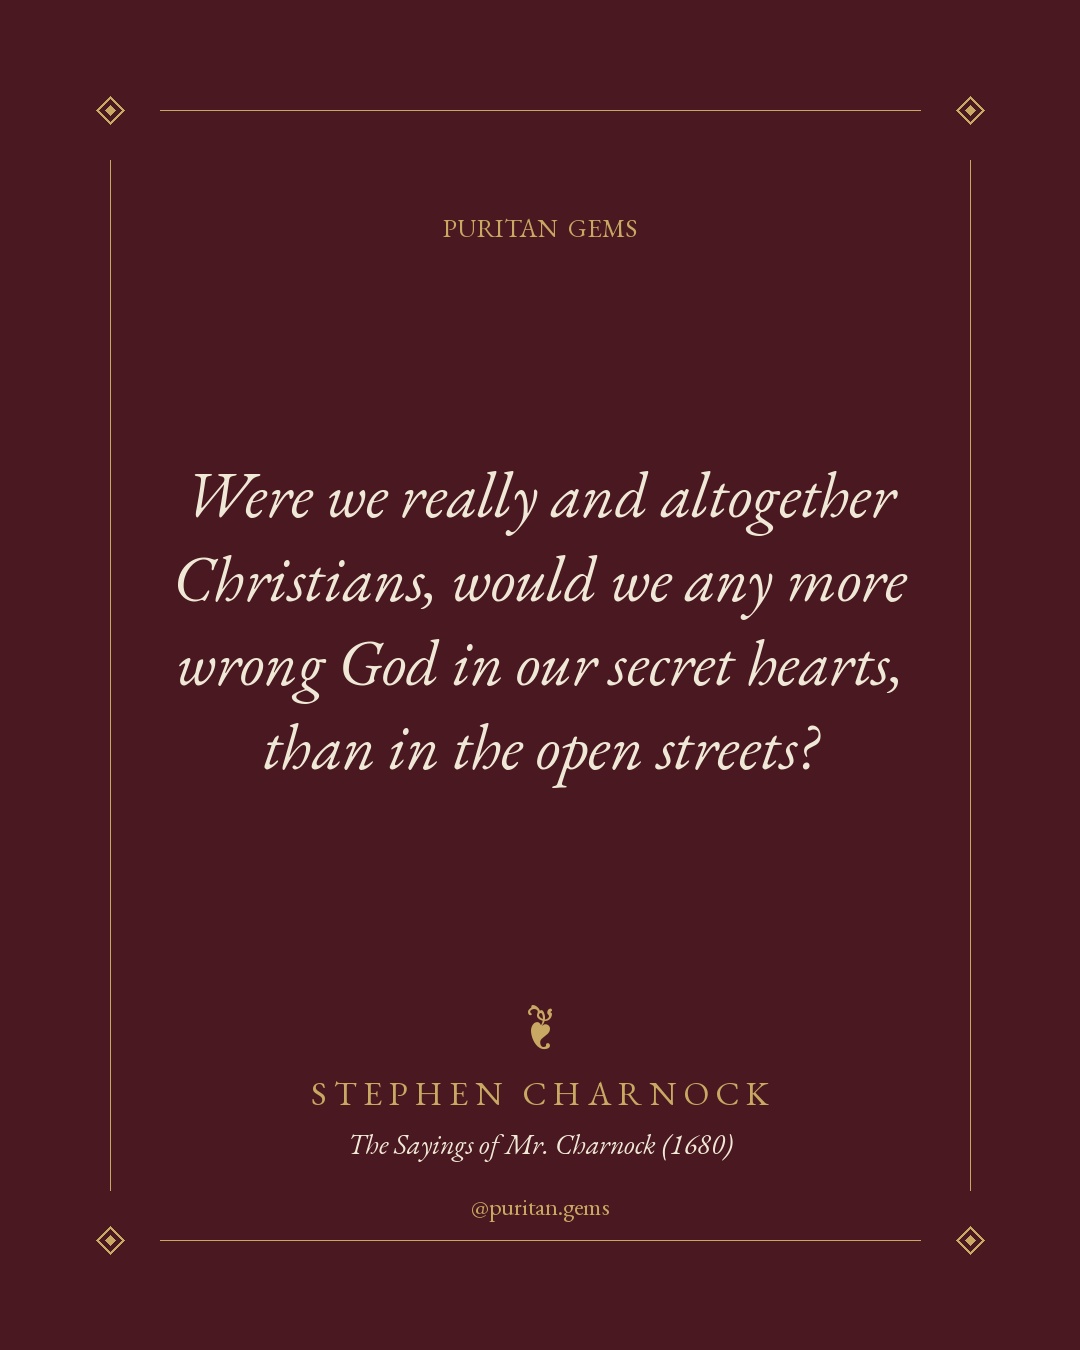 PURITAN GEMS
Were we really and altogether
Christians, would we any more
wrong God in our secret hearts,
than in the open streets?
STEPHEN CHARNOCK
The Sayings of Mr. Charnock (1680)
@puritan.gems